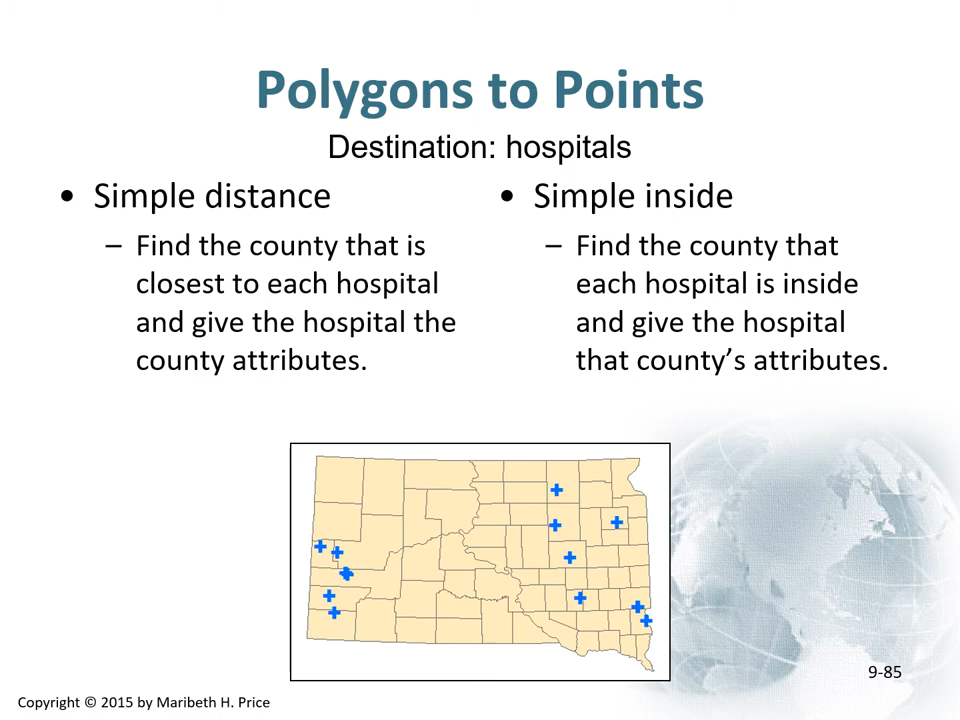 Polygons to Points
Destination: hospitals
• Simple distance
– Find the county that is
closest to each hospital
and give the hospital the
county attributes.
• Simple inside
– Find the county that
each hospital is inside
and give the hospital
that county’s attributes.
9-85
Copyright © 2015 by Maribeth H. Price